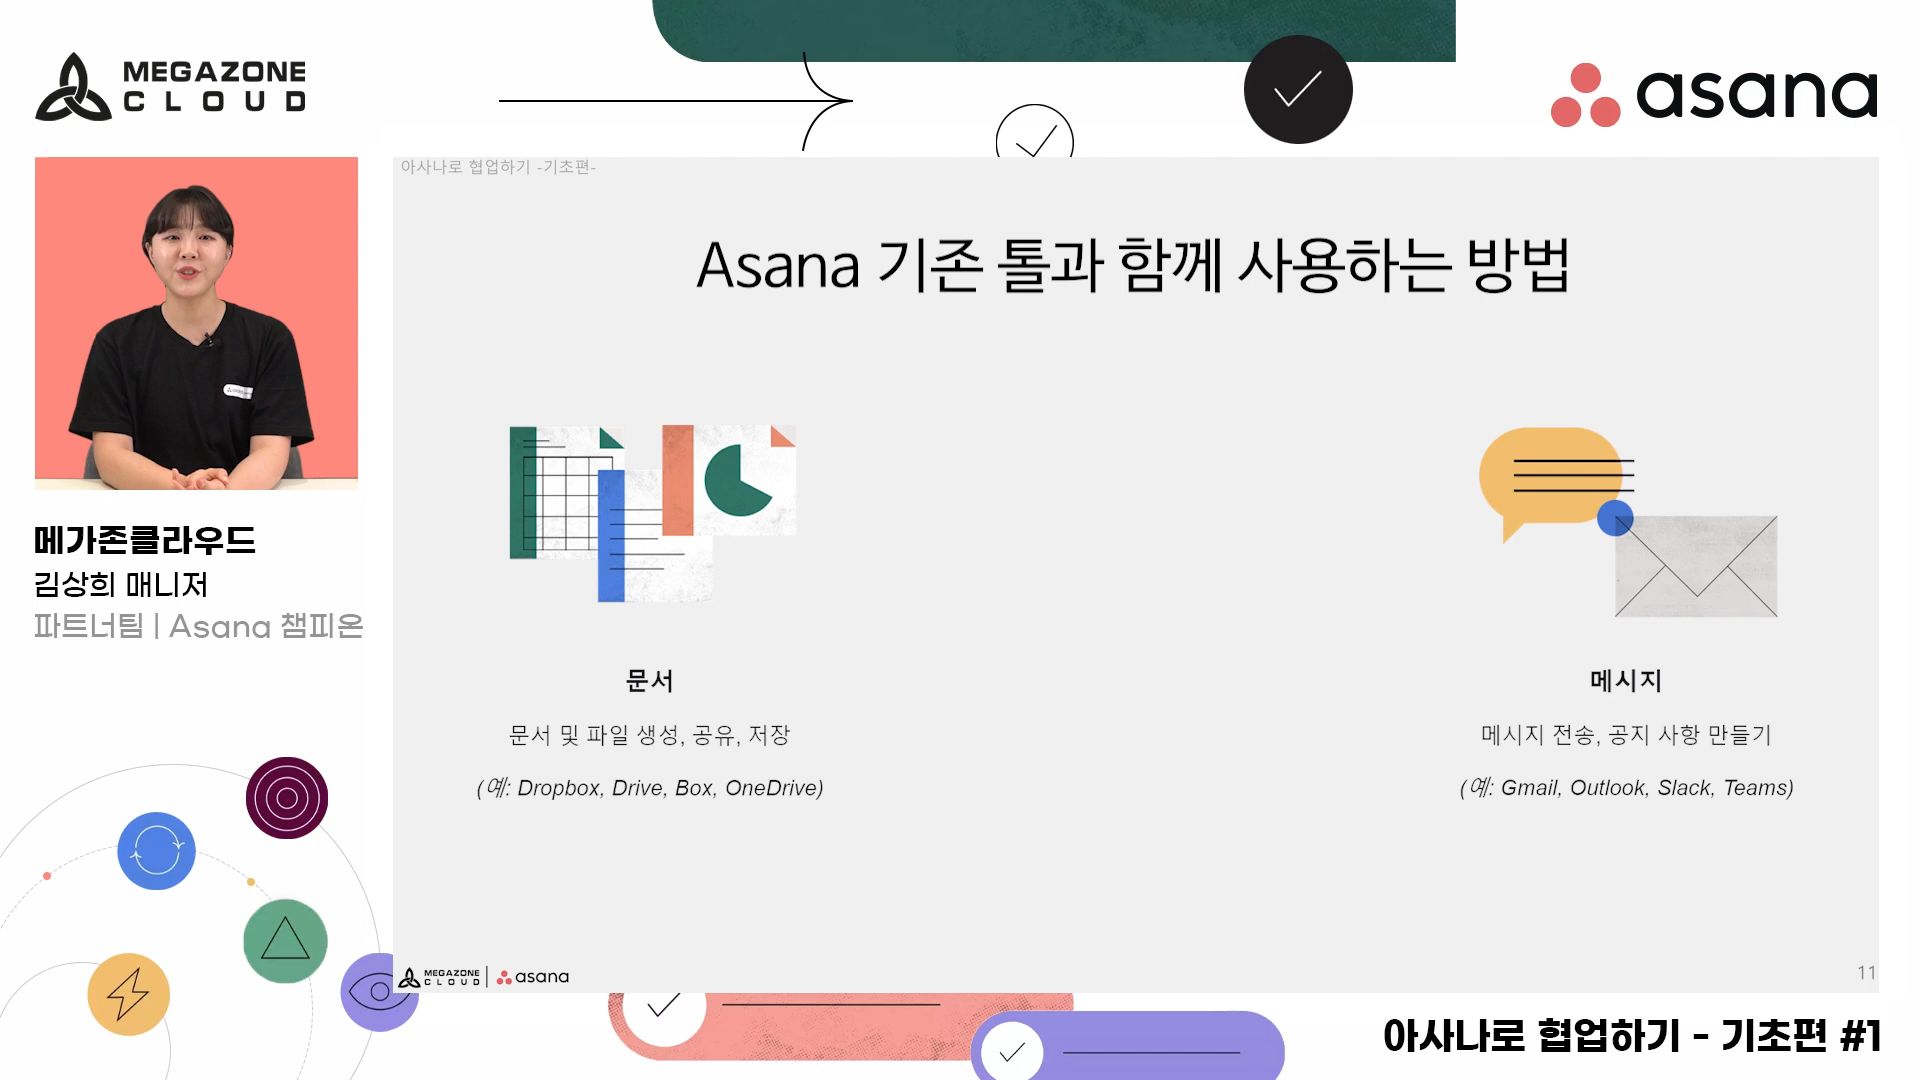 MEGAZONE
CLOUD
asana
아사나로 협업하기 -기초편-
Asana 기존 툴과 함께 사용하는 방법
메가존클라우드
김상희 매니저
파트너팀 | Asana 챔피온
문서
문서 및 파일 생성, 공유, 저장
(예: Dropbox, Drive, Box, OneDrive)
메시지
메시지 전송, 공지 사항 만들기
(예: Gmail, Outlook, Slack, Teams)
MEGAZONE
CLOUD
asana
11
아사나로 협업하기 - 기초편 #1